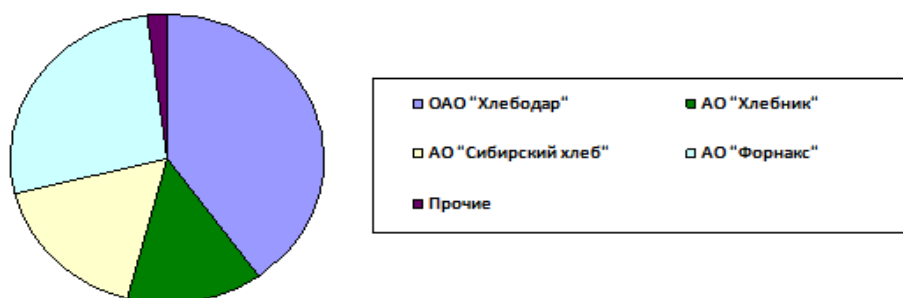 ОАО "Хлебодар"
АО "Хлебник"
АО "Сибирский хлеб"
АО "Форнакс"
Прочие